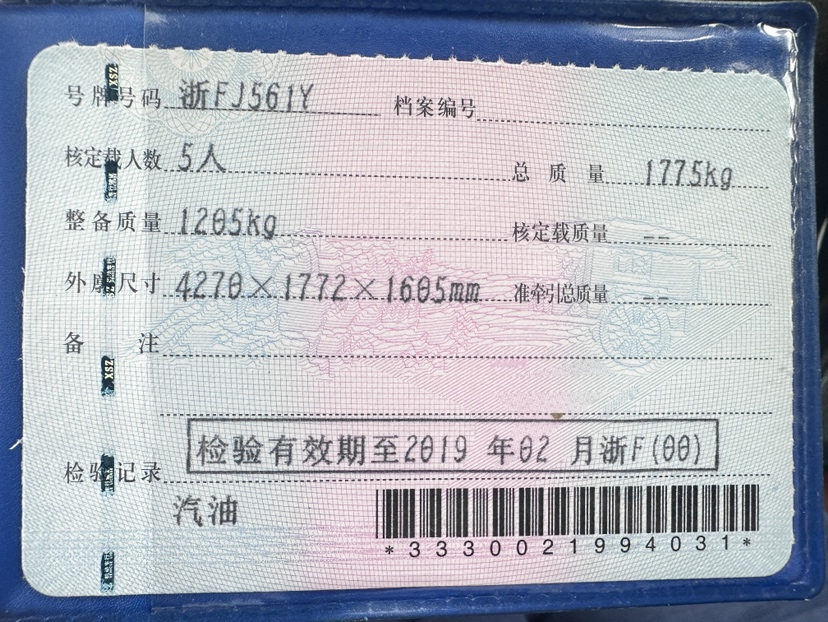 号牌号码 浙FJ561Y 档案编号
核定载人数 5人 总质量 1775kg
整备质量 1205kg 核定载质量 --
外廓尺寸 4270×1772×1605mm 准牵引总质量 --
备注
检验记录 检验有效期至2019年02月浙F(00)
汽油
*3330021994031*